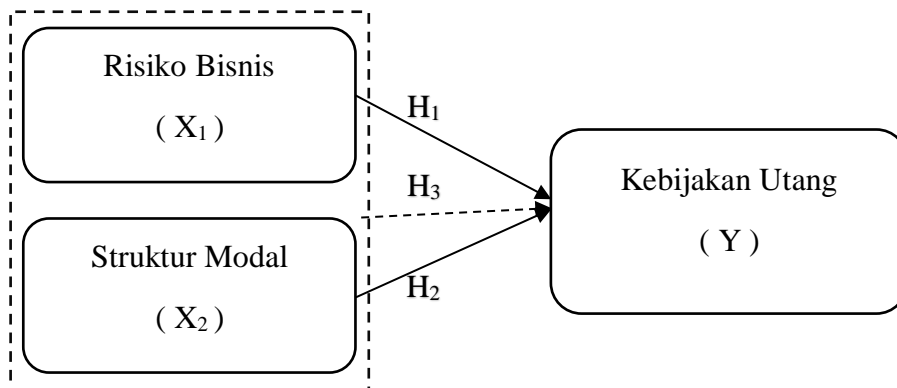 Risiko Bisnis
( X₁ )
H₁
H₃
Kebijakan Utang
( Y )
Struktur Modal
( X₂ )
H₂